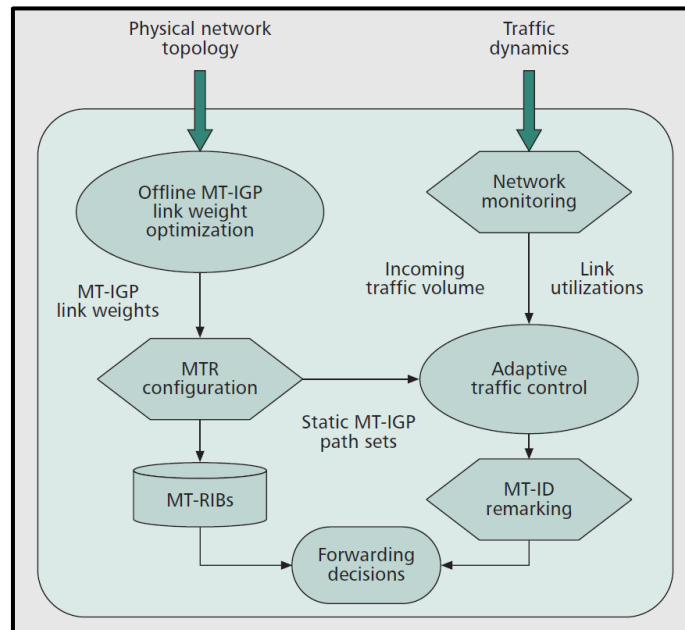 Physical network
topology
Traffic
dynamics
Offline MT-IGP
link weight
optimization
Network
monitoring
MT-IGP
link weights
Incoming
traffic volume
Link
utilizations
MTR
configuration
Adaptive
traffic control
Static MT-IGP
path sets
MT-RIBs
MT-ID
remarking
Forwarding
decisions